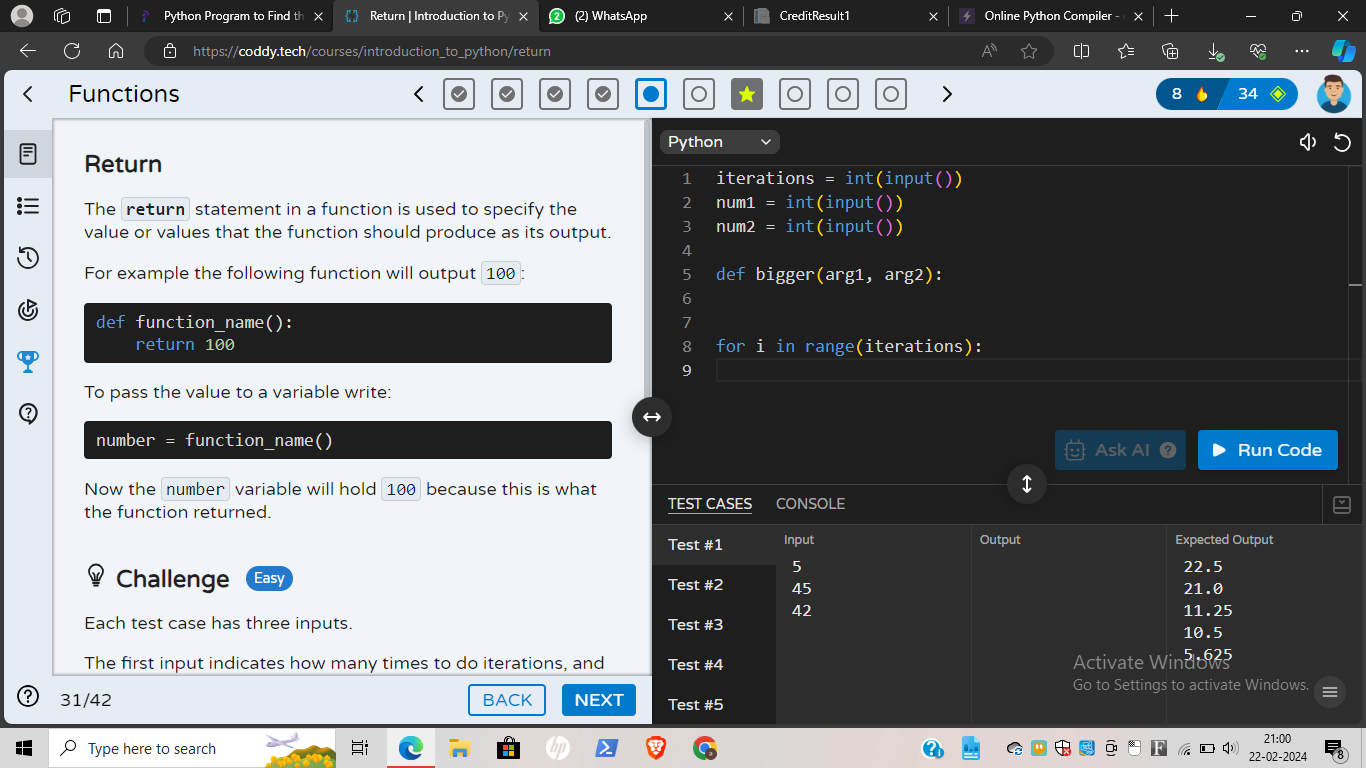 Python Program to Find th
Return | Introduction to Py
(2) WhatsApp
CreditResult1
Online Python Compiler -
https://coddy.tech/courses/introduction_to_python/return
Functions
8
34
Return
The return statement in a function is used to specify the
value or values that the function should produce as its output.
For example the following function will output 100:
def function_name():
    return 100
To pass the value to a variable write:
number = function_name()
Now the number variable will hold 100 because this is what
the function returned.
Challenge Easy
Each test case has three inputs.
The first input indicates how many times to do iterations, and
31/42
BACK
NEXT
Python
1 iterations = int(input())
2 num1 = int(input())
3 num2 = int(input())
4
5 def bigger(arg1, arg2):
6
7
8 for i in range(iterations):
9
Ask AI ?
Run Code
TEST CASES CONSOLE
Test #1
Test #2
Test #3
Test #4
Test #5
Input
5
45
42
Output
Expected Output
22.5
21.0
11.25
10.5
5.625
Activate Windows
Go to Settings to activate Windows.
Type here to search
21:00
22-02-2024
8